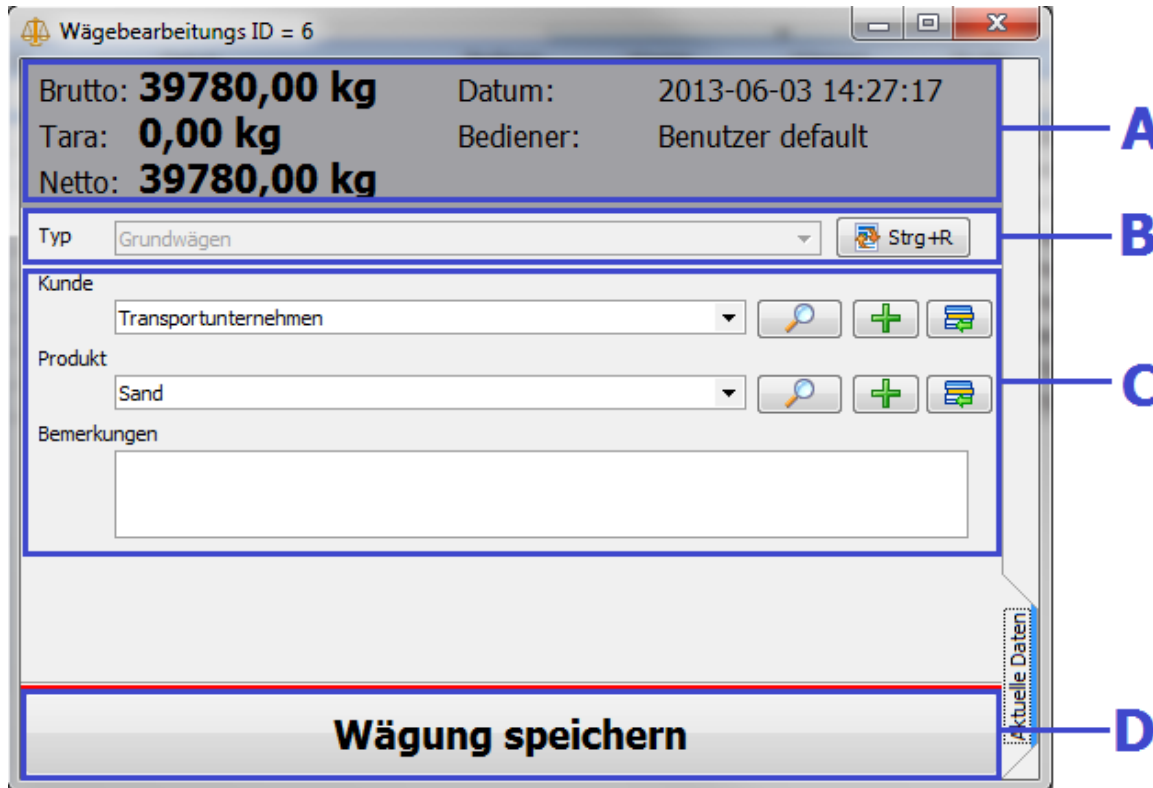 Wägebearbeitungs ID = 6
Brutto: 39780,00 kg Datum: 2013-06-03 14:27:17
A
Tara: 0,00 kg Bediener: Benutzer default
Netto: 39780,00 kg
Typ Grundwägen Strg+R
B
Kunde
Transportunternehmen
Produkt
C
Sand
Bemerkungen
Aktuelle Daten
Wägung speichern
D